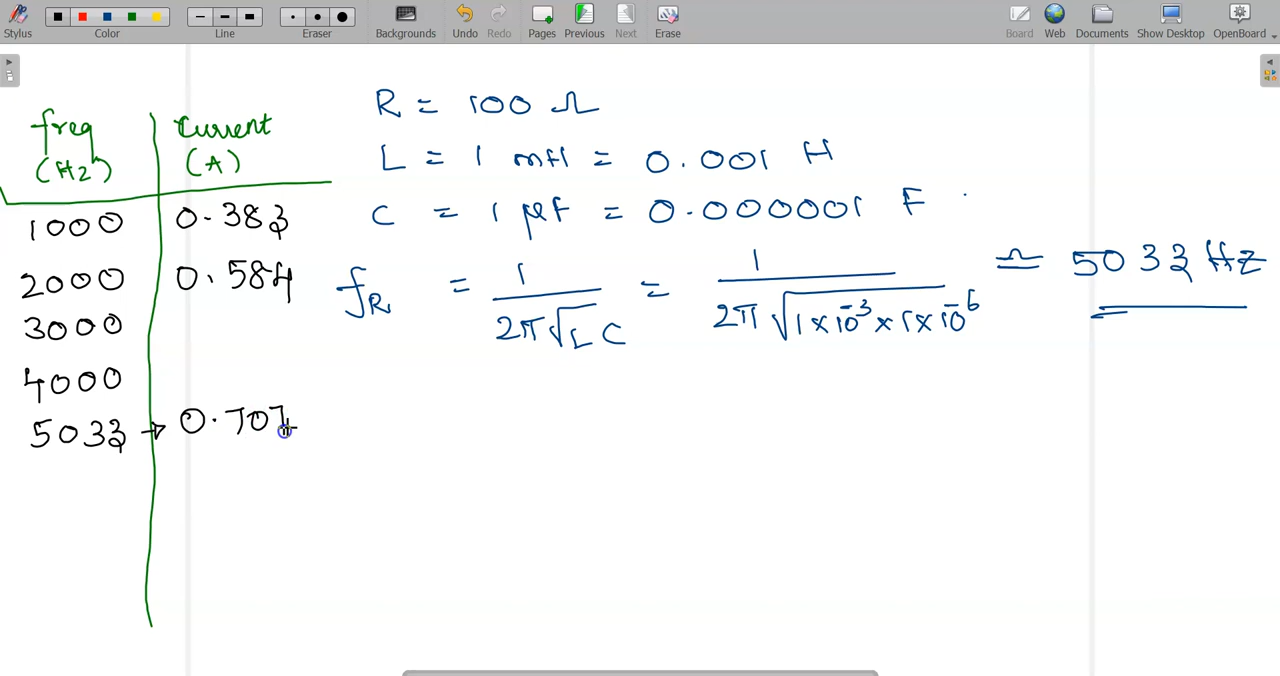 Stylus Color Line Eraser Backgrounds Undo Redo Pages Previous Next Erase Board Web Documents Show Desktop OpenBoard
freq Current
(Hz) (A)
1000 0.383
2000 0.584
3000
4000
5033 → 0.707
R = 100 Ω
L = 1 mH = 0.001 H
C = 1 μF = 0.000001 F
fR = 1/2π√LC = 1/2π√1×10⁻³×1×10⁻⁶ ≏ 5033 Hz